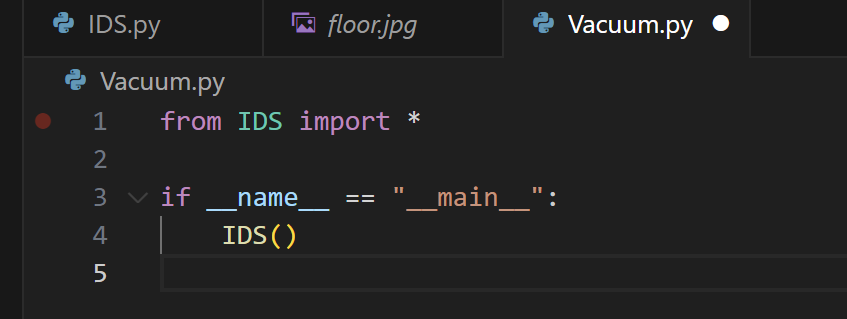 IDS.py floor.jpg Vacuum.py
Vacuum.py
1 from IDS import *
2
3 if __name__ == "__main__":
4     IDS()
5